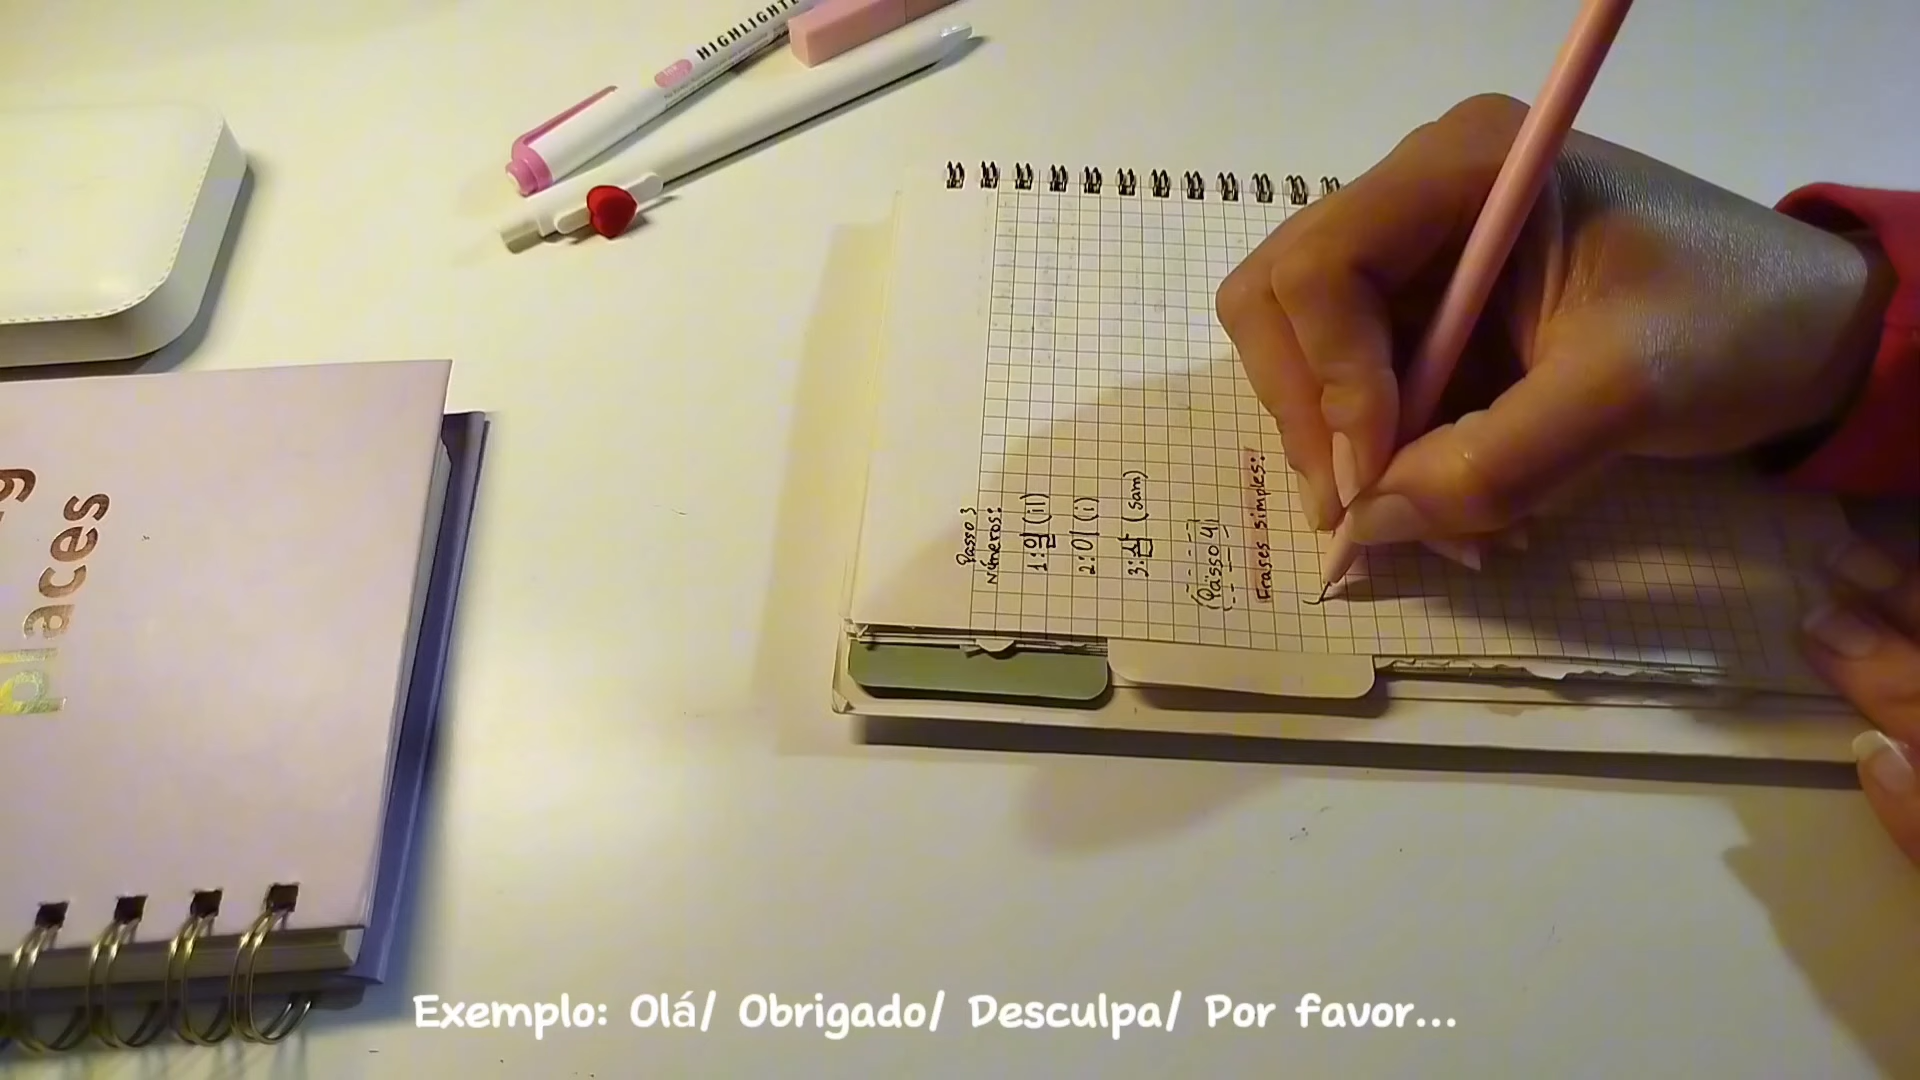 HIGHLIGHTE
aces
Passo 3
Números:
1: 일 (il)
2: 이 (i)
3: 삼 (sam)
(Passo 4)
Frases simples:
Exemplo: Olá/ Obrigado/ Desculpa/ Por favor...